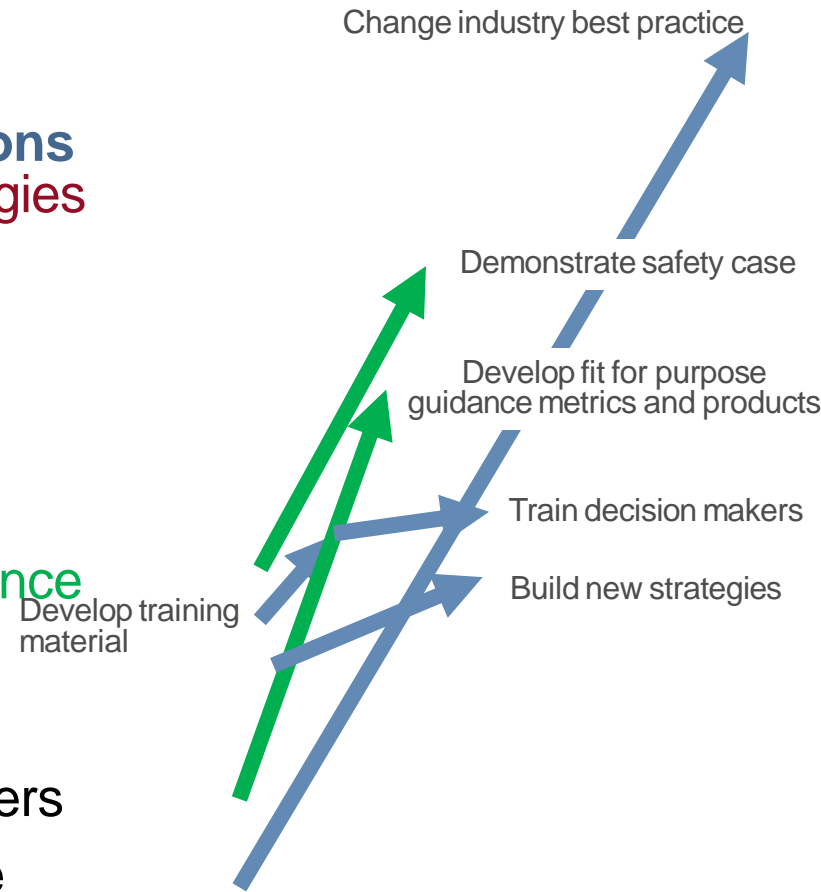 Change industry best practice
ons
gies
Demonstrate safety case
Develop fit for purpose
guidance metrics and products
Train decision makers
nce
Build new strategies
Develop training
material
ers
e